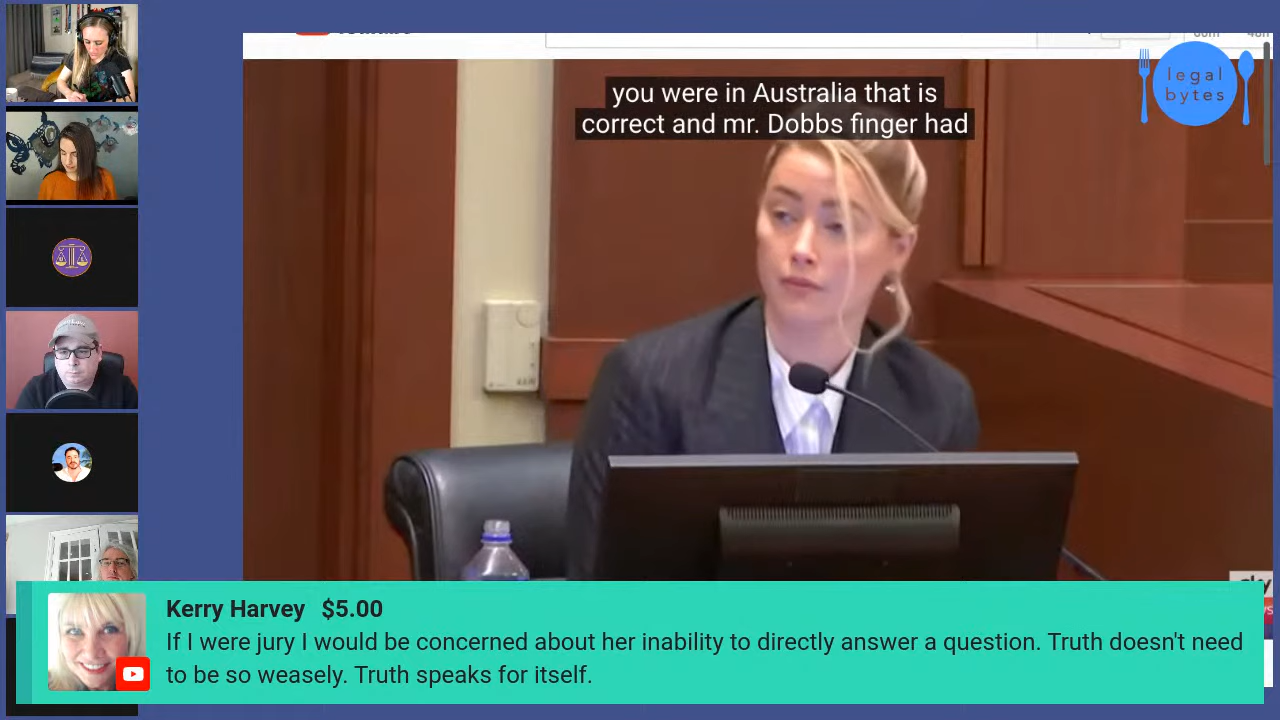 legal
bytes
you were in Australia that is
correct and mr. Dobbs finger had
sky
Kerry Harvey $5.00
If I were jury I would be concerned about her inability to directly answer a question. Truth doesn't need
to be so weasely. Truth speaks for itself.